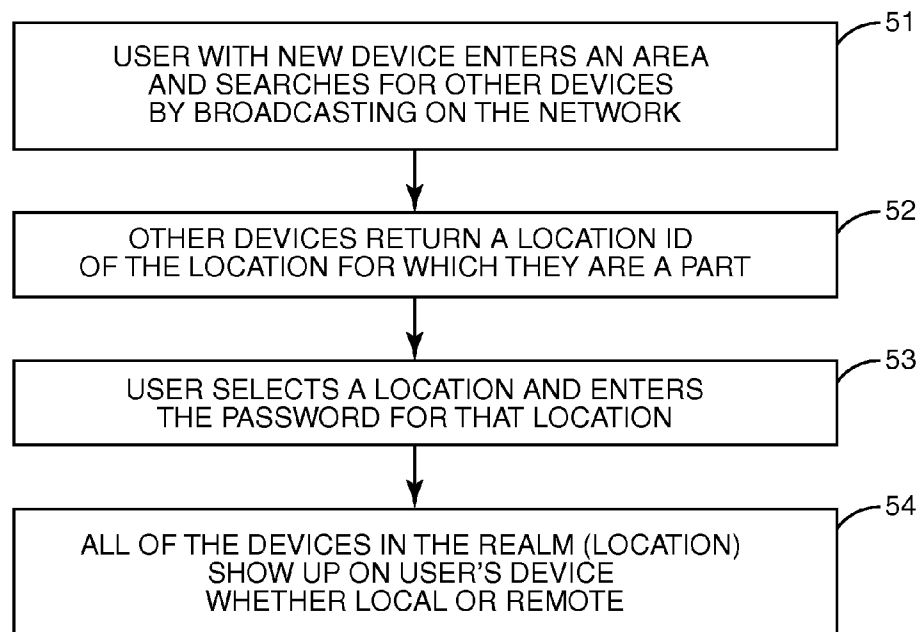 51
USER WITH NEW DEVICE ENTERS AN AREA
AND SEARCHES FOR OTHER DEVICES
BY BROADCASTING ON THE NETWORK
52
OTHER DEVICES RETURN A LOCATION ID
OF THE LOCATION FOR WHICH THEY ARE A PART
53
USER SELECTS A LOCATION AND ENTERS
THE PASSWORD FOR THAT LOCATION
54
ALL OF THE DEVICES IN THE REALM (LOCATION)
SHOW UP ON USER'S DEVICE
WHETHER LOCAL OR REMOTE